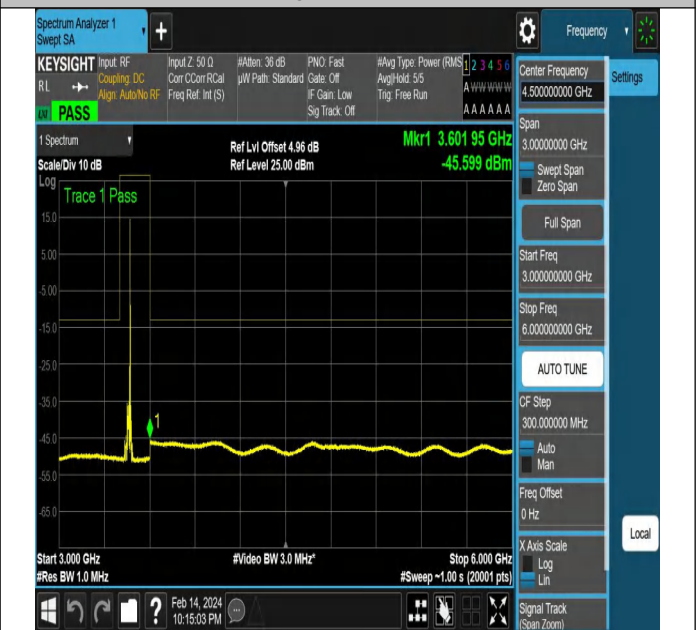 Spectrum Analyzer 1
Swept SA
+
Frequency
KEYSIGHT
RL
PASS
Input: RF
Coupling: DC
Align: Auto/No RF
Input Z: 50 Ω
Corr CCorr RCal
Freq Ref: Int (S)
#Atten: 36 dB
µW Path: Standard
PNO: Fast
Gate: Off
IF Gain: Low
Sig Track: Off
#Avg Type: Power (RMS
Avg|Hold: 5/5
Trig: Free Run
1 2 3 4 5 6
A W W W W W
A A A A A A
1 Spectrum
Scale/Div 10 dB
Ref Lvl Offset 4.96 dB
Ref Level 25.00 dBm
Mkr1 3.601 95 GHz
-45.599 dBm
Log
Trace 1 Pass
15.0
5.00
-5.00
-15.0
-25.0
-35.0
-45.0
-55.0
-65.0
1
Start 3.000 GHz
#Res BW 1.0 MHz
#Video BW 3.0 MHz*
Stop 6.000 GHz
#Sweep ~1.00 s (20001 pts)
Feb 14, 2024
10:15:03 PM
Center Frequency
4.500000000 GHz
Settings
Span
3.00000000 GHz
Swept Span
Zero Span
Full Span
Start Freq
3.000000000 GHz
Stop Freq
6.000000000 GHz
AUTO TUNE
CF Step
300.000000 MHz
Auto
Man
Freq Offset
0 Hz
Local
X Axis Scale
Log
Lin
Signal Track
(Span Zoom)